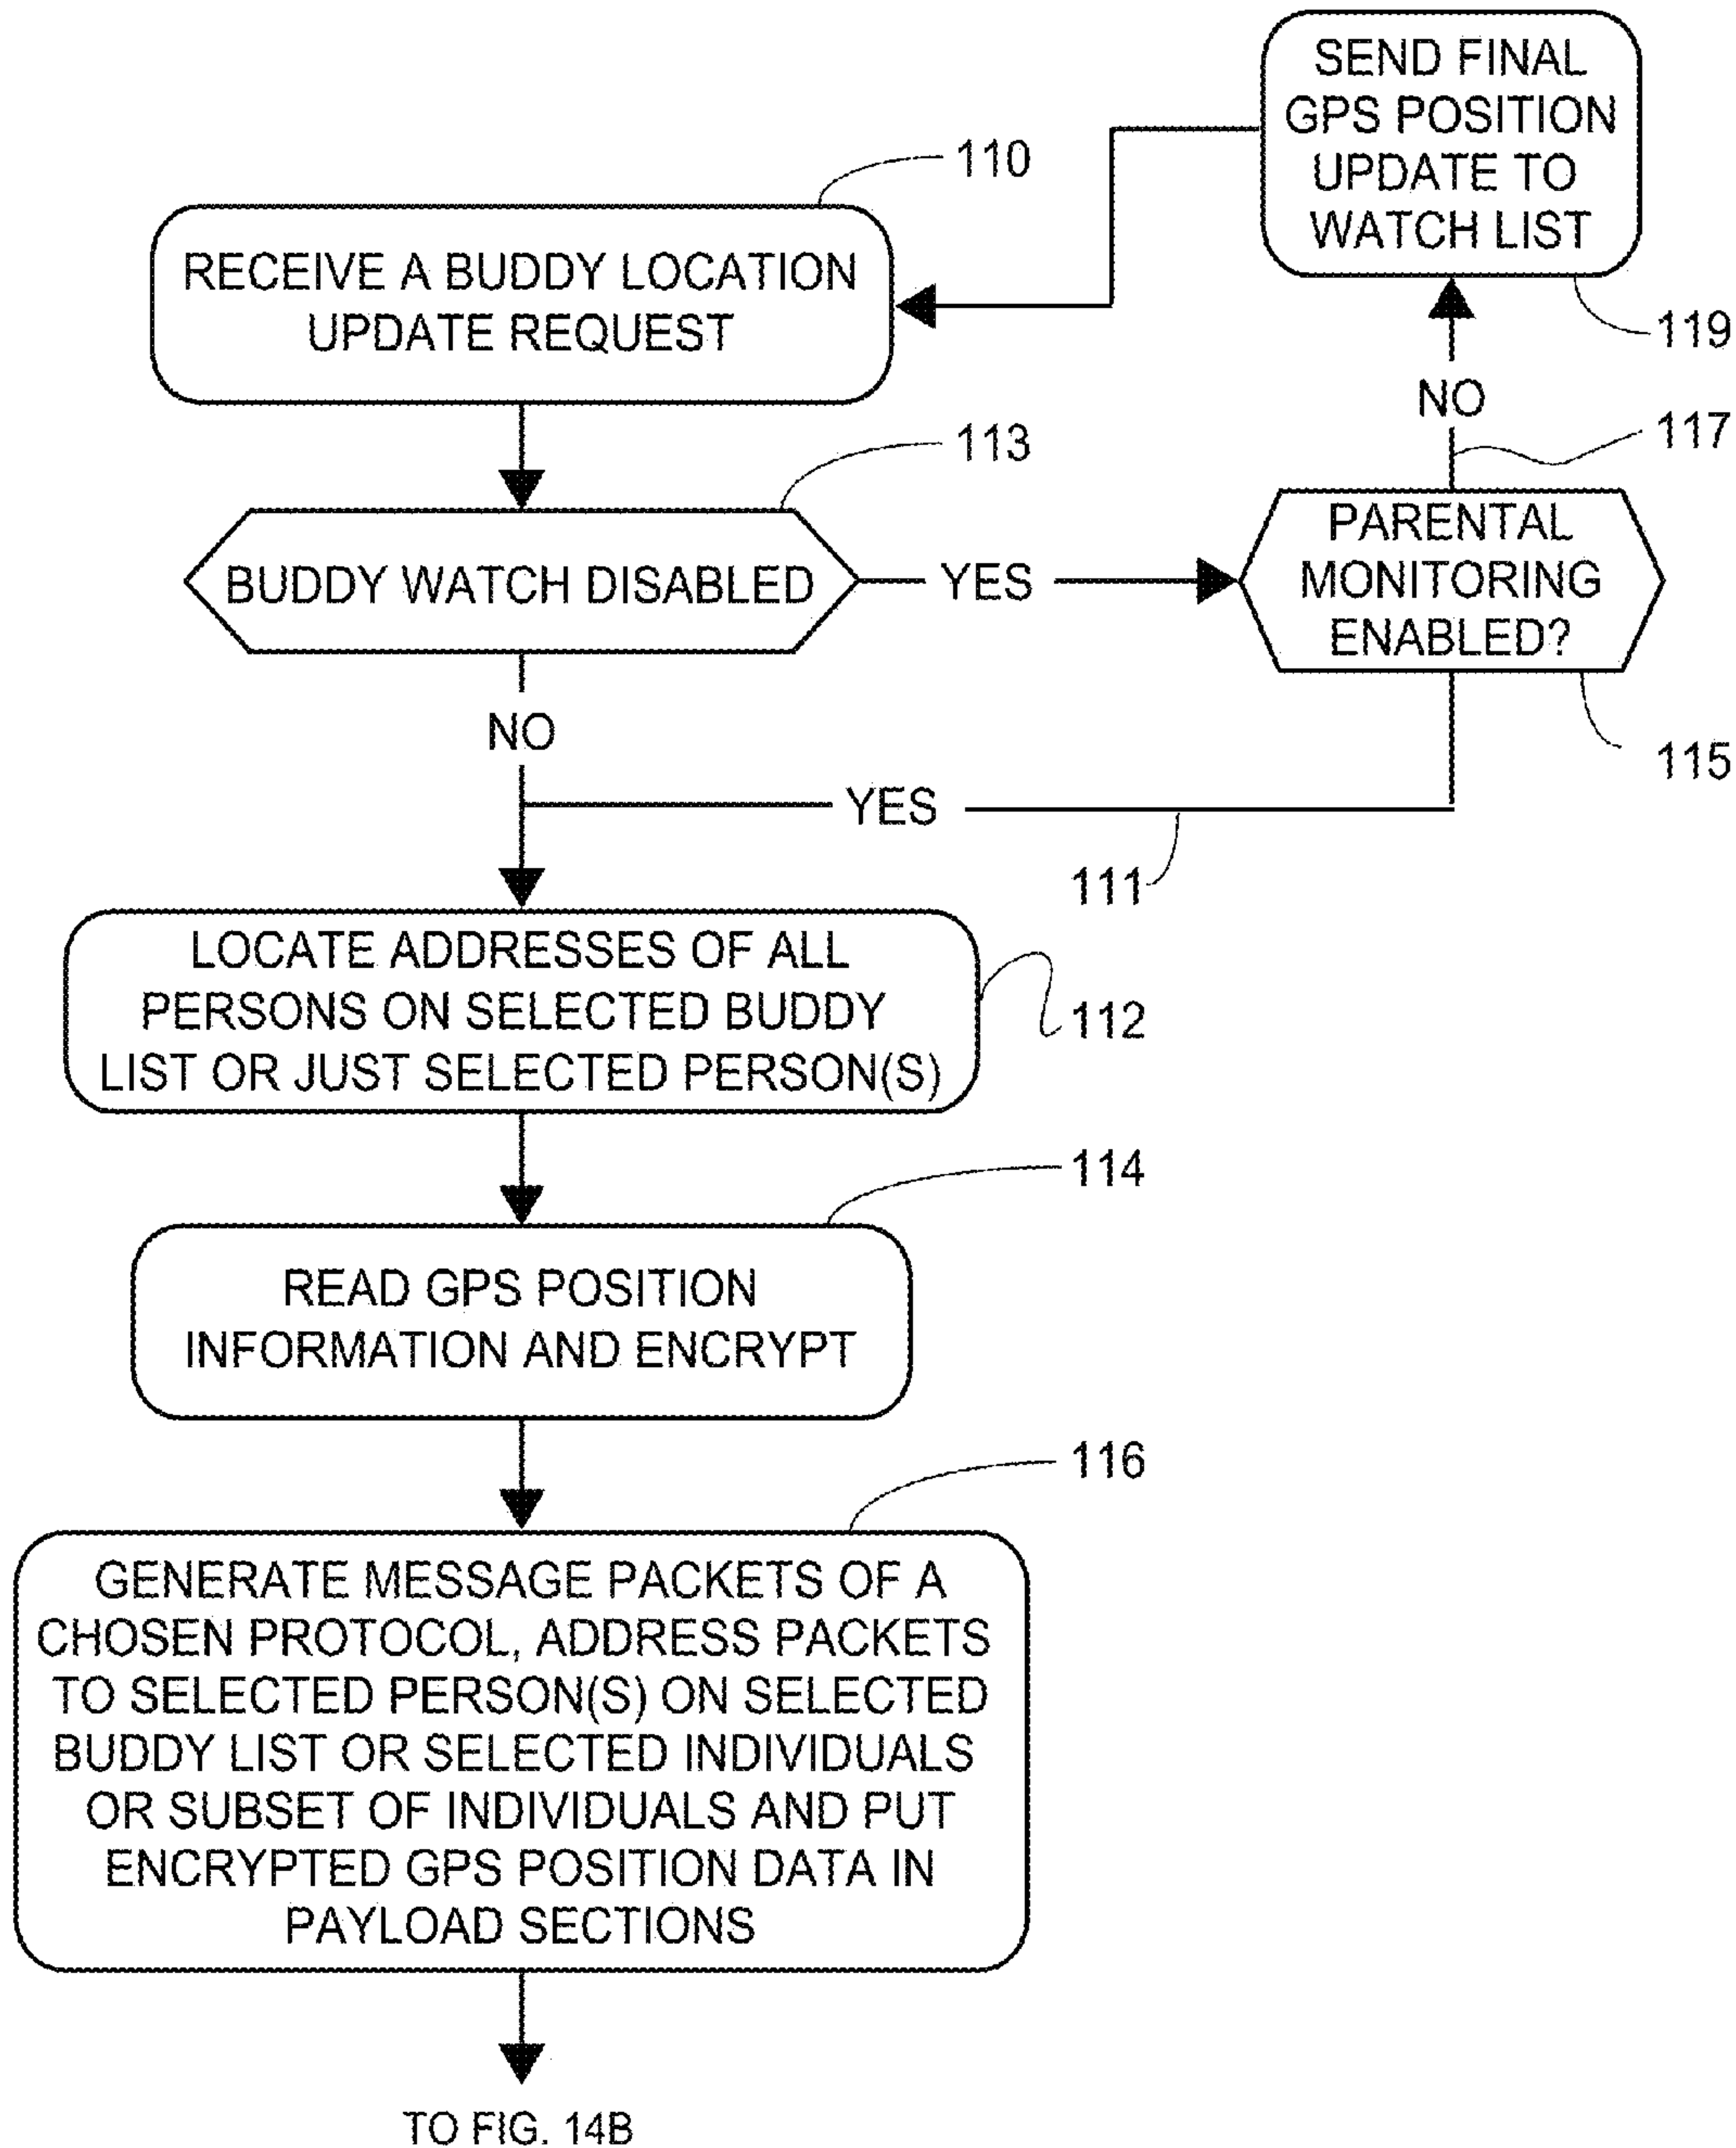 SEND FINAL
GPS POSITION
UPDATE TO
WATCH LIST
119
110
RECEIVE A BUDDY LOCATION
UPDATE REQUEST
NO
117
113
BUDDY WATCH DISABLED
YES
PARENTAL
MONITORING
ENABLED?
115
NO
YES
111
LOCATE ADDRESSES OF ALL
PERSONS ON SELECTED BUDDY
LIST OR JUST SELECTED PERSON(S)
112
114
READ GPS POSITION
INFORMATION AND ENCRYPT
116
GENERATE MESSAGE PACKETS OF A
CHOSEN PROTOCOL, ADDRESS PACKETS
TO SELECTED PERSON(S) ON SELECTED
BUDDY LIST OR SELECTED INDIVIDUALS
OR SUBSET OF INDIVIDUALS AND PUT
ENCRYPTED GPS POSITION DATA IN
PAYLOAD SECTIONS
TO FIG. 14B